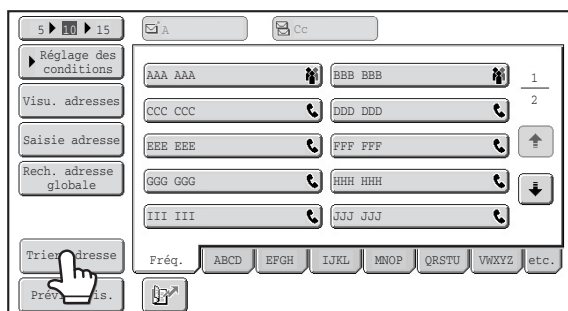 5 10 15
A
Cc
Réglage des
conditions
Visu. adresses
Saisie adresse
Rech. adresse
globale
AAA AAA
BBB BBB
CCC CCC
DDD DDD
EEE EEE
FFF FFF
GGG GGG
HHH HHH
III III
JJJ JJJ
1
2
Trier
Fréq.
ABCD
EFGH
IJKL
MNOP
QRSTU
VWXYZ
etc.